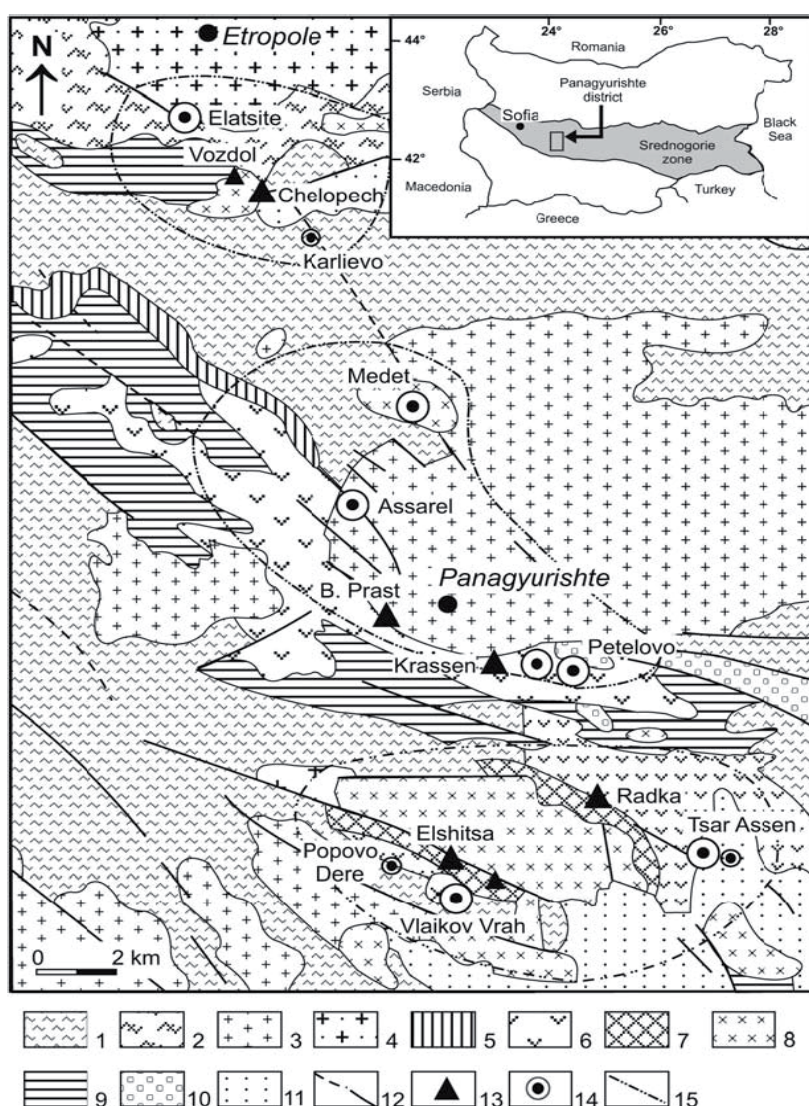 N
Etropole
Elatsite
Vozdol
Chelopech
Karlievo
44°
24°
26°
28°
Romania
Panagyurishte
district
Serbia
Sofia
Black
Sea
Srednogorie
zone
42°
Macedonia
Turkey
Greece
Medet
Assarel
B. Prast
Panagyurishte
Petelovo
Krassen
Radka
Tsar Assen
Elshitsa
Popovo
Dere
Vlaikov Vrah
0 2 km
1 2 3 4 5 6 7 8
9 10 11 12 13 14 15